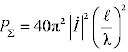 P_Σ = 40π² |İ|² (ℓ/λ)²